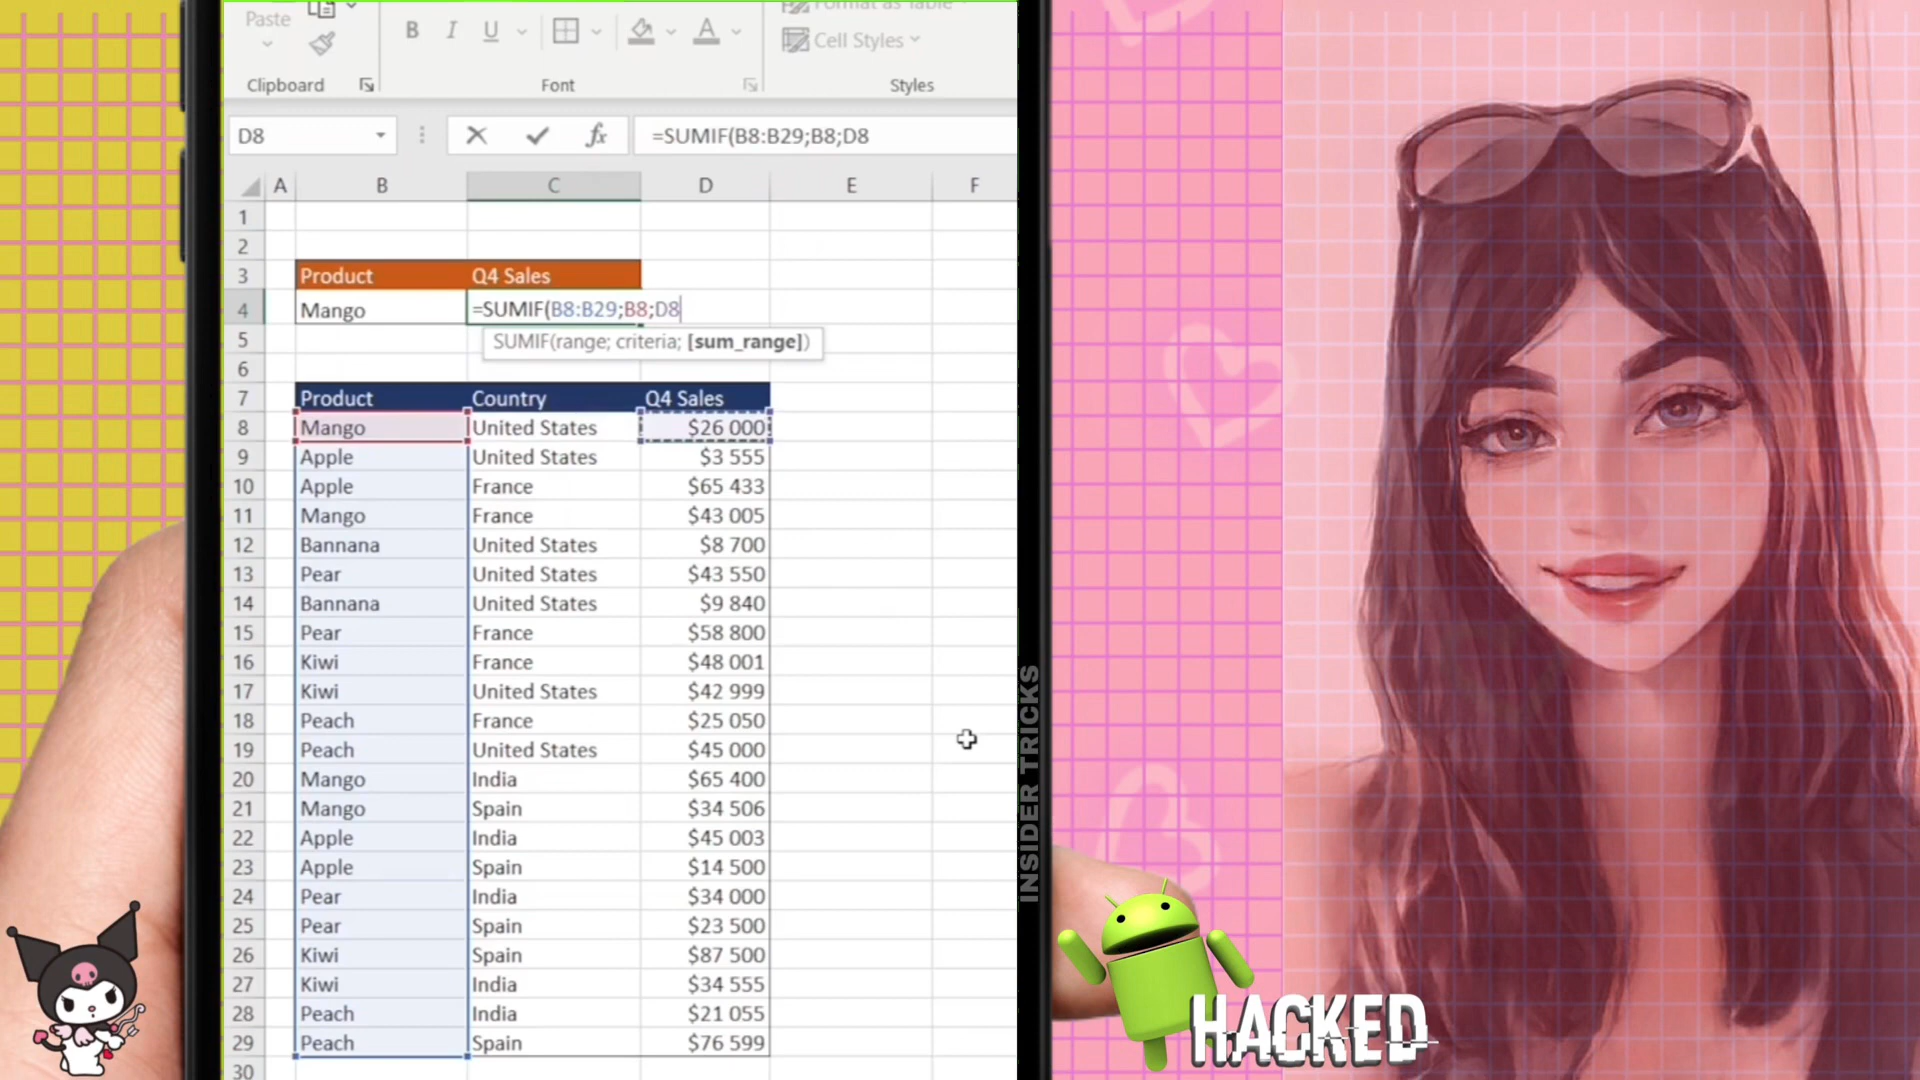 Paste
Format as Table
B I U A
Cell Styles
Clipboard
Font
Styles
D8
fx
=SUMIF(B8:B29;B8;D8
A B C D E F
1
2
3 Product Q4 Sales
4 Mango =SUMIF(B8:B29;B8;D8
5 SUMIF(range; criteria; [sum_range])
6
7 Product Country Q4 Sales
8 Mango United States $26 000
9 Apple United States $3 555
10 Apple France $65 433
11 Mango France $43 005
12 Bannana United States $8 700
13 Pear United States $43 550
14 Bannana United States $9 840
15 Pear France $58 800
16 Kiwi France $48 001
17 Kiwi United States $42 999
18 Peach France $25 050
19 Peach United States $45 000
20 Mango India $65 400
21 Mango Spain $34 506
22 Apple India $45 003
23 Apple Spain $14 500
24 Pear India $34 000
25 Pear Spain $23 500
26 Kiwi Spain $87 500
27 Kiwi India $34 555
28 Peach India $21 055
29 Peach Spain $76 599
30
INSIDER TRICKS
HACKED